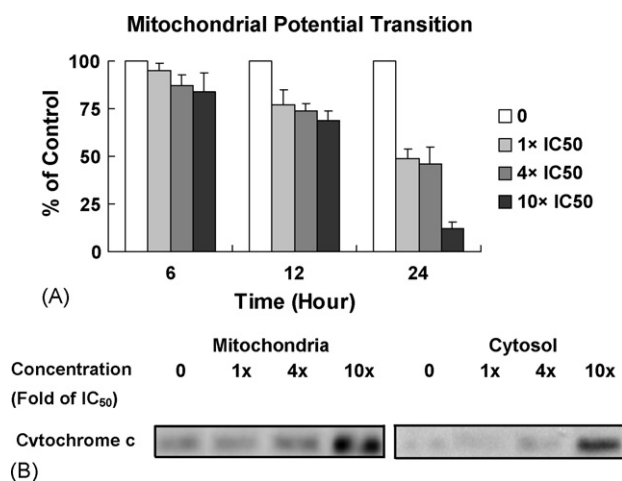 Mitochondrial Potential Transition
% of Control
100
75
50
25
0
0
1× IC50
4× IC50
10× IC50
6 12 24
Time (Hour)
(A)
Mitochondria Cytosol
Concentration 0 1x 4x 10x 0 1x 4x 10x
(Fold of IC50)
Cytochrome c
(B)